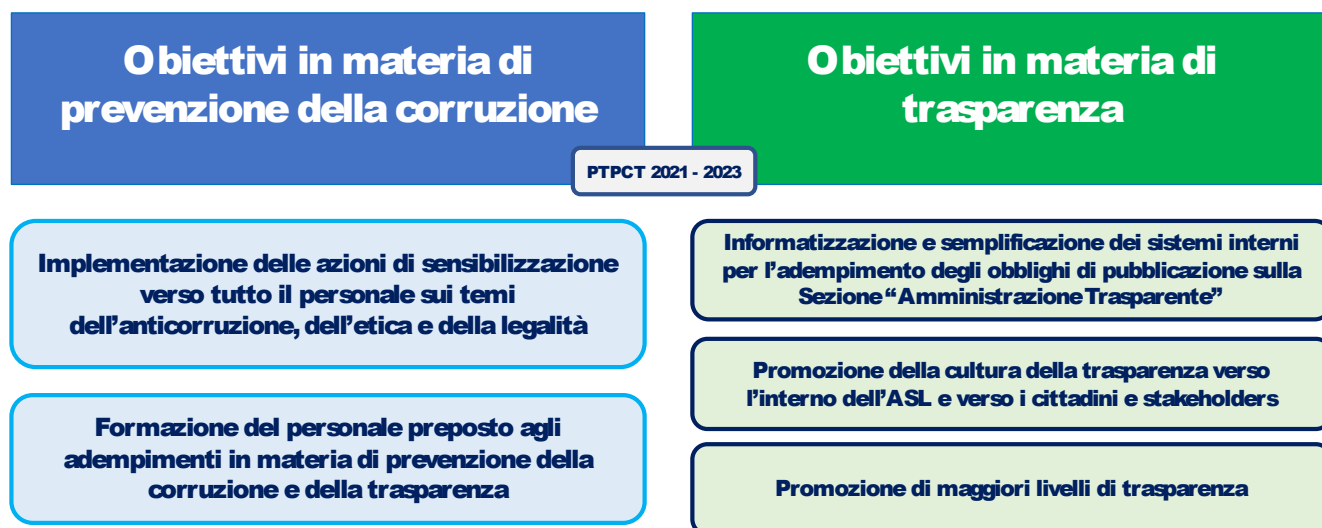 Obiettivi in materia di
prevenzione della corruzione
Obiettivi in materia di
trasparenza
PTPCT 2021 - 2023
Implementazione delle azioni di sensibilizzazione
verso tutto il personale sui temi
dell’anticorruzione, dell’etica e della legalità
Formazione del personale preposto agli
adempimenti in materia di prevenzione della
corruzione e della trasparenza
Informatizzazione e semplificazione dei sistemi interni
per l’adempimento degli obblighi di pubblicazione sulla
Sezione “Amministrazione Trasparente”
Promozione della cultura della trasparenza verso
l’interno dell’ASL e verso i cittadini e stakeholders
Promozione di maggiori livelli di trasparenza